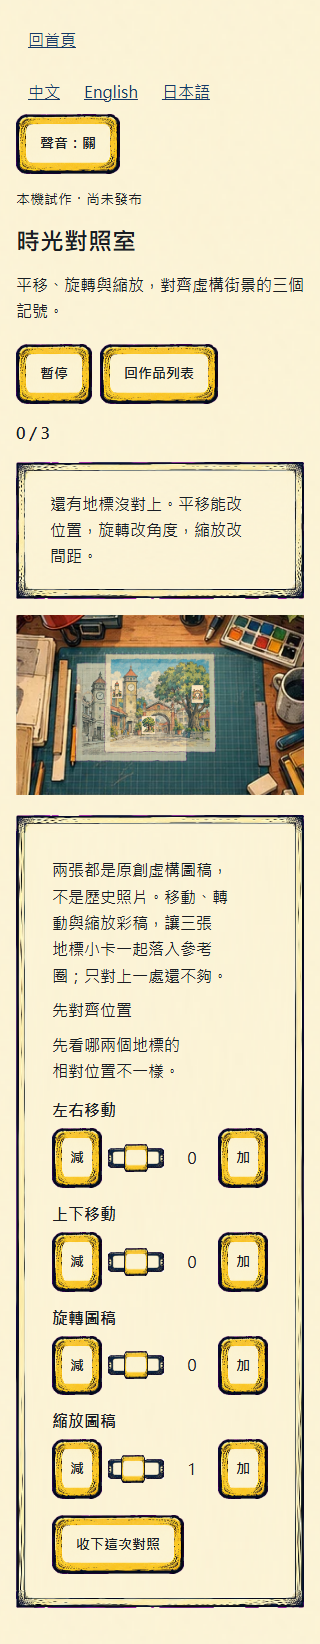 回首頁
中文 English 日本語
聲音：關
本機試作・尚未發布
時光對照室
平移、旋轉與縮放，對齊虛構街景的三個
記號。
暫停 回作品列表
0 / 3
還有地標沒對上。平移能改
位置，旋轉改角度，縮放改
間距。
兩張都是原創虛構圖稿，
不是歷史照片。移動、轉
動與縮放彩稿，讓三張
地標小卡一起落入參考
圈；只對上一處還不夠。
先對齊位置
先看哪兩個地標的
相對位置不一樣。
左右移動
減 0 加
上下移動
減 0 加
旋轉圖稿
減 0 加
縮放圖稿
減 1 加
收下這次對照